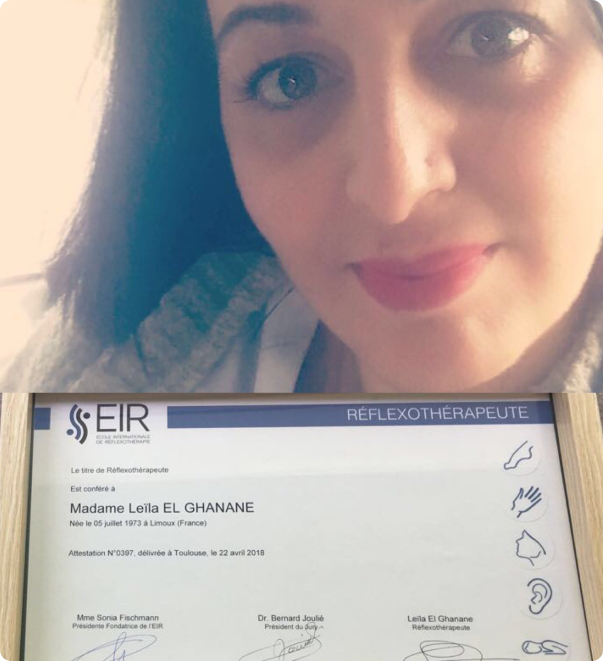 EIR
ÉCOLE INTERNATIONALE
DE RÉFLEXOTHÉRAPIE
RÉFLEXOTHÉRAPEUTE
Le titre de Réflexothérapeute
Est conféré à
Madame Leïla EL GHANANE
Née le 05 juillet 1973 à Limoux (France)
Attestation N°0397, délivrée à Toulouse, le 22 avril 2018
Mme Sonia Fischmann
Présidente Fondatrice de l'EIR
Dr. Bernard Joulié
Président du Jury
Leïla El Ghanane
Réflexothérapeute